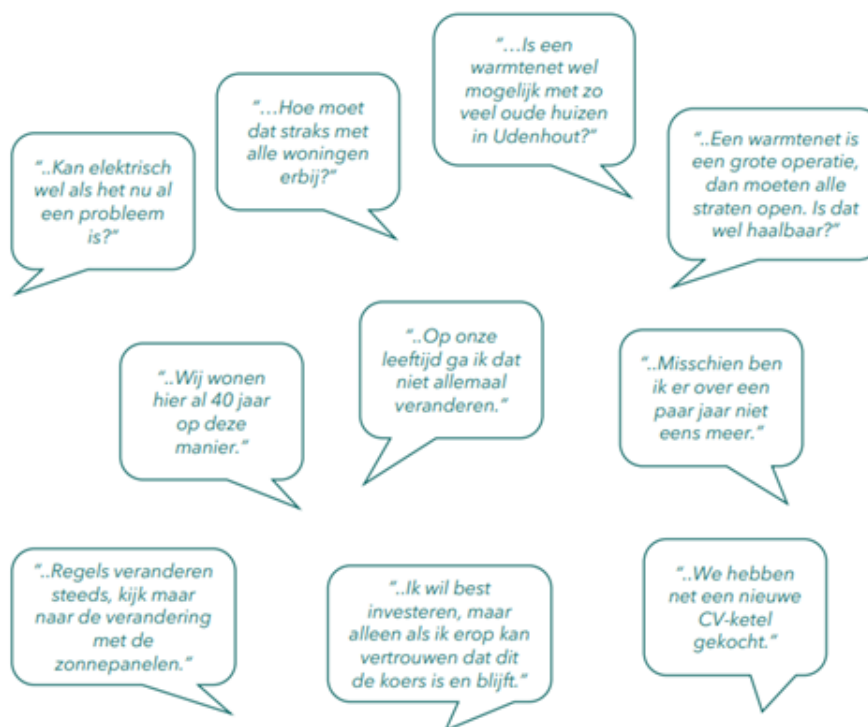 "...Is een
warmtenet wel
mogelijk met zo
veel oude huizen
in Udenhout?"
"...Hoe moet
dat straks met
alle woningen
erbij?"
"..Een warmtenet is
een grote operatie,
dan moeten alle
straten open. Is dat
wel haalbaar?"
"..Kan elektrisch
wel als het nu al
een probleem
is?"
"..Op onze
leeftijd ga ik dat
niet allemaal
veranderen."
"..Wij wonen
hier al 40 jaar
op deze
manier."
"..Misschien ben
ik er over een
paar jaar niet
eens meer."
"..Regels veranderen
steeds, kijk maar
naar de verandering
met de
zonnepanelen."
"..Ik wil best
investeren, maar
alleen als ik erop kan
vertrouwen dat dit
de koers is en blijft."
"..We hebben
net een nieuwe
CV-ketel
gekocht."